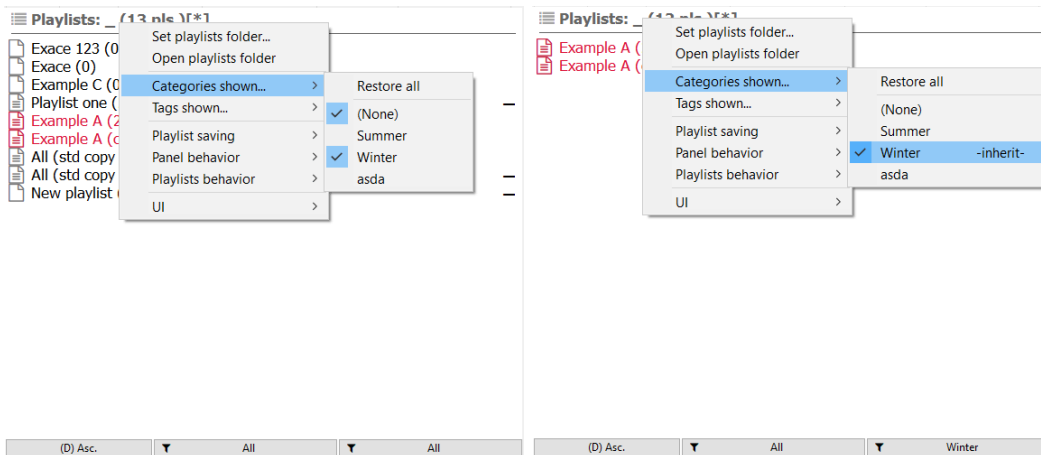 Playlists: _ (13 pls.)[*]
Exace 123 (0
Exace (0)
Example C (0
Playlist one (
Example A (2
Example A (c
All (std copy
All (std copy
New playlist
Set playlists folder...
Open playlists folder
Categories shown...
Tags shown...
Playlist saving
Panel behavior
Playlists behavior
UI
Restore all
(None)
Summer
Winter
asda
(D) Asc.
All
All
Playlists: _
Example A (
Example A (
Set playlists folder...
Open playlists folder
Categories shown...
Tags shown...
Playlist saving
Panel behavior
Playlists behavior
UI
Restore all
(None)
Summer
Winter -inherit-
asda
(D) Asc.
All
Winter